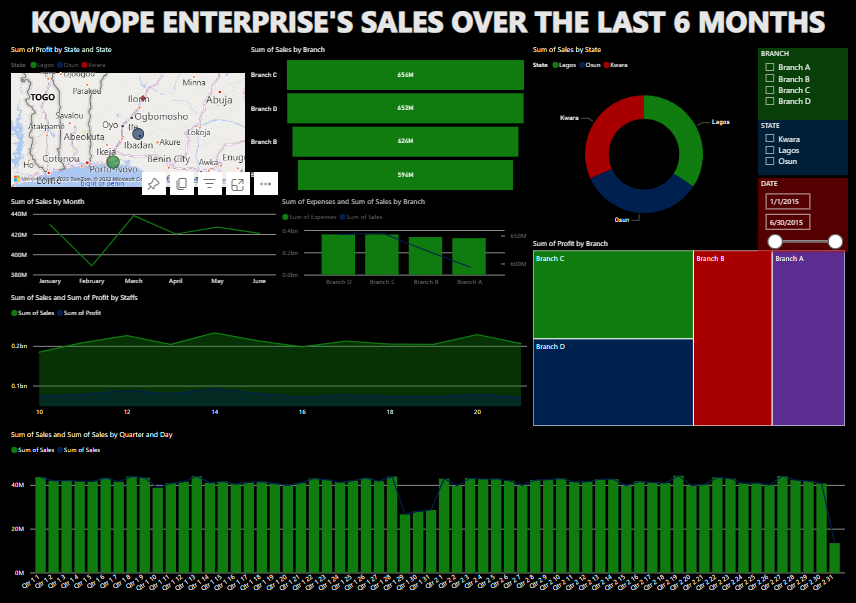 KOWOPE ENTERPRISE'S SALES OVER THE LAST 6 MONTHS
Sum of Profit by State and State
State Lagos Osun Kwara
Djougou
Minna
TOGO
Parakou
Ilorin
Abuja
Savalou
Oyo
Ogbomosho
Ife
Atakpamé
Abeokuta
Ibadan
Akure
Lokoja
Ikeja
Ho
Cotonou
Benin City
Awka
Enug
Lomé
Porto-Novo
Bight of Benin
Sum of Sales by Branch
Branch C 656M
Branch D 652M
Branch B 626M
594M
Sum of Sales by State
State Lagos Osun Kwara
Kwara
Lagos
Osun
BRANCH
Branch A
Branch B
Branch C
Branch D
STATE
Kwara
Lagos
Osun
DATE
1/1/2015
6/30/2015
Sum of Sales by Month
440M
420M
400M
380M
January February March April May June
Sum of Expenses and Sum of Sales by Branch
Sum of Expenses Sum of Sales
0.4bn
0.2bn
0.0bn
650M
600M
Branch D Branch C Branch B Branch A
Sum of Profit by Branch
Branch C
Branch B
Branch A
Branch D
Sum of Sales and Sum of Profit by Staffs
Sum of Sales Sum of Profit
0.2bn
0.1bn
10 12 14 16 18 20
Sum of Sales and Sum of Sales by Quarter and Day
Sum of Sales Sum of Sales
40M
20M
0M
Qtr 1 1 Qtr 1 2 Qtr 1 3 Qtr 1 4 Qtr 1 5 Qtr 1 6 Qtr 1 7 Qtr 1 8 Qtr 1 9 Qtr 1 10 Qtr 1 11 Qtr 1 12 Qtr 1 13 Qtr 1 14 Qtr 1 15 Qtr 1 16 Qtr 1 17 Qtr 1 18 Qtr 1 19 Qtr 1 20 Qtr 1 21 Qtr 1 22 Qtr 1 23 Qtr 1 24 Qtr 1 25 Qtr 1 26 Qtr 1 27 Qtr 1 28 Qtr 1 29 Qtr 1 30 Qtr 1 31 Qtr 2 1 Qtr 2 2 Qtr 2 3 Qtr 2 4 Qtr 2 5 Qtr 2 6 Qtr 2 7 Qtr 2 8 Qtr 2 9 Qtr 2 10 Qtr 2 11 Qtr 2 12 Qtr 2 13 Qtr 2 14 Qtr 2 15 Qtr 2 16 Qtr 2 17 Qtr 2 18 Qtr 2 19 Qtr 2 20 Qtr 2 21 Qtr 2 22 Qtr 2 23 Qtr 2 24 Qtr 2 25 Qtr 2 26 Qtr 2 27 Qtr 2 28 Qtr 2 29 Qtr 2 30 Qtr 2 31